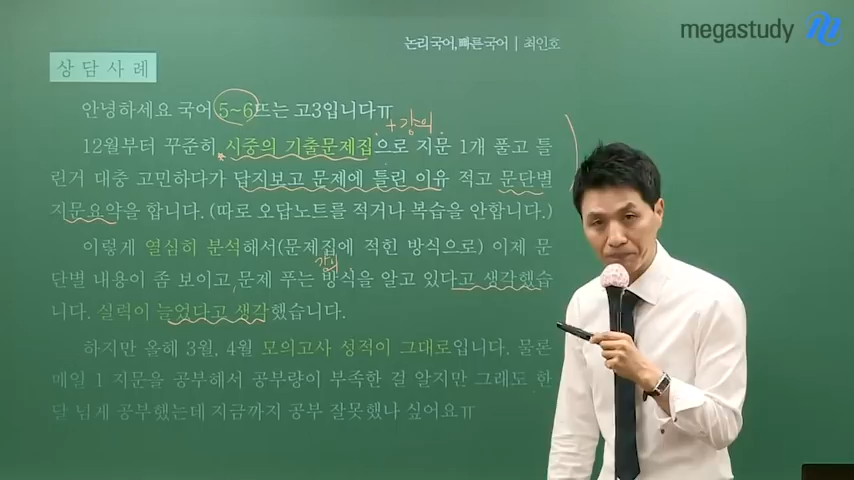 megastudy
논리국어, 빠른국어 | 최인호
상담사례
안녕하세요 국어 5~6뜨는 고3입니다ㅠ
+강의
12월부터 꾸준히 시중의 기출문제집으로 지문 1개 풀고 틀
린거 대충 고민하다가 답지보고 문제에 틀린 이유 적고 문단별
지문요약을 합니다. (따로 오답노트를 적거나 복습을 안합니다.)
이렇게 열심히 분석해서(문제집에 적힌 방식으로) 이제 문
강의
단별 내용이 좀 보이고, 문제 푸는 방식을 알고 있다고 생각했습
니다. 실력이 늘었다고 생각했습니다.
하지만 올해 3월, 4월 모의고사 성적이 그대로입니다. 물론
매일 1 지문을 공부해서 공부량이 부족한 걸 알지만 그래도 한
달 넘게 공부했는데 지금까지 공부 잘못했나 싶어요ㅠ